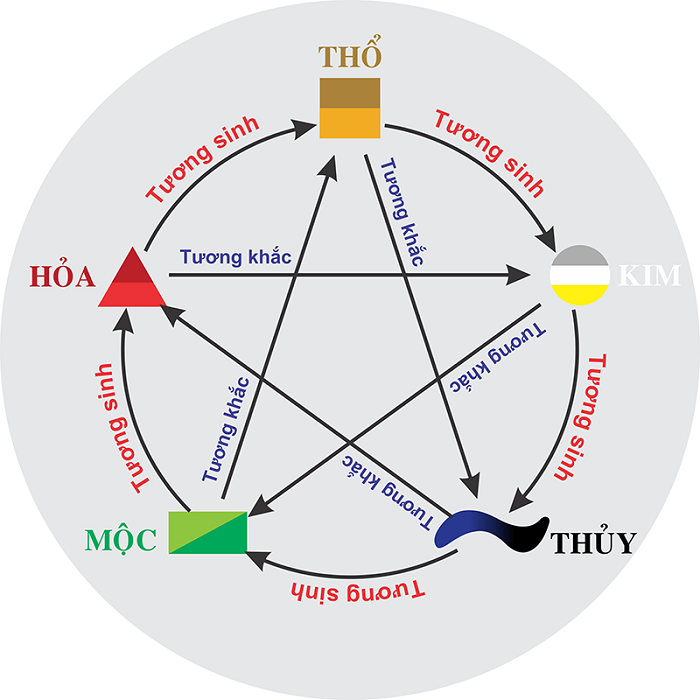 THỔ
Tương sinh
Tương sinh
Tương khắc
HỎA
Tương khắc
KIM
Tương khắc
Tương sinh
Tương sinh
Tương khắc
Tương khắc
MỘC
THỦY
Tương sinh